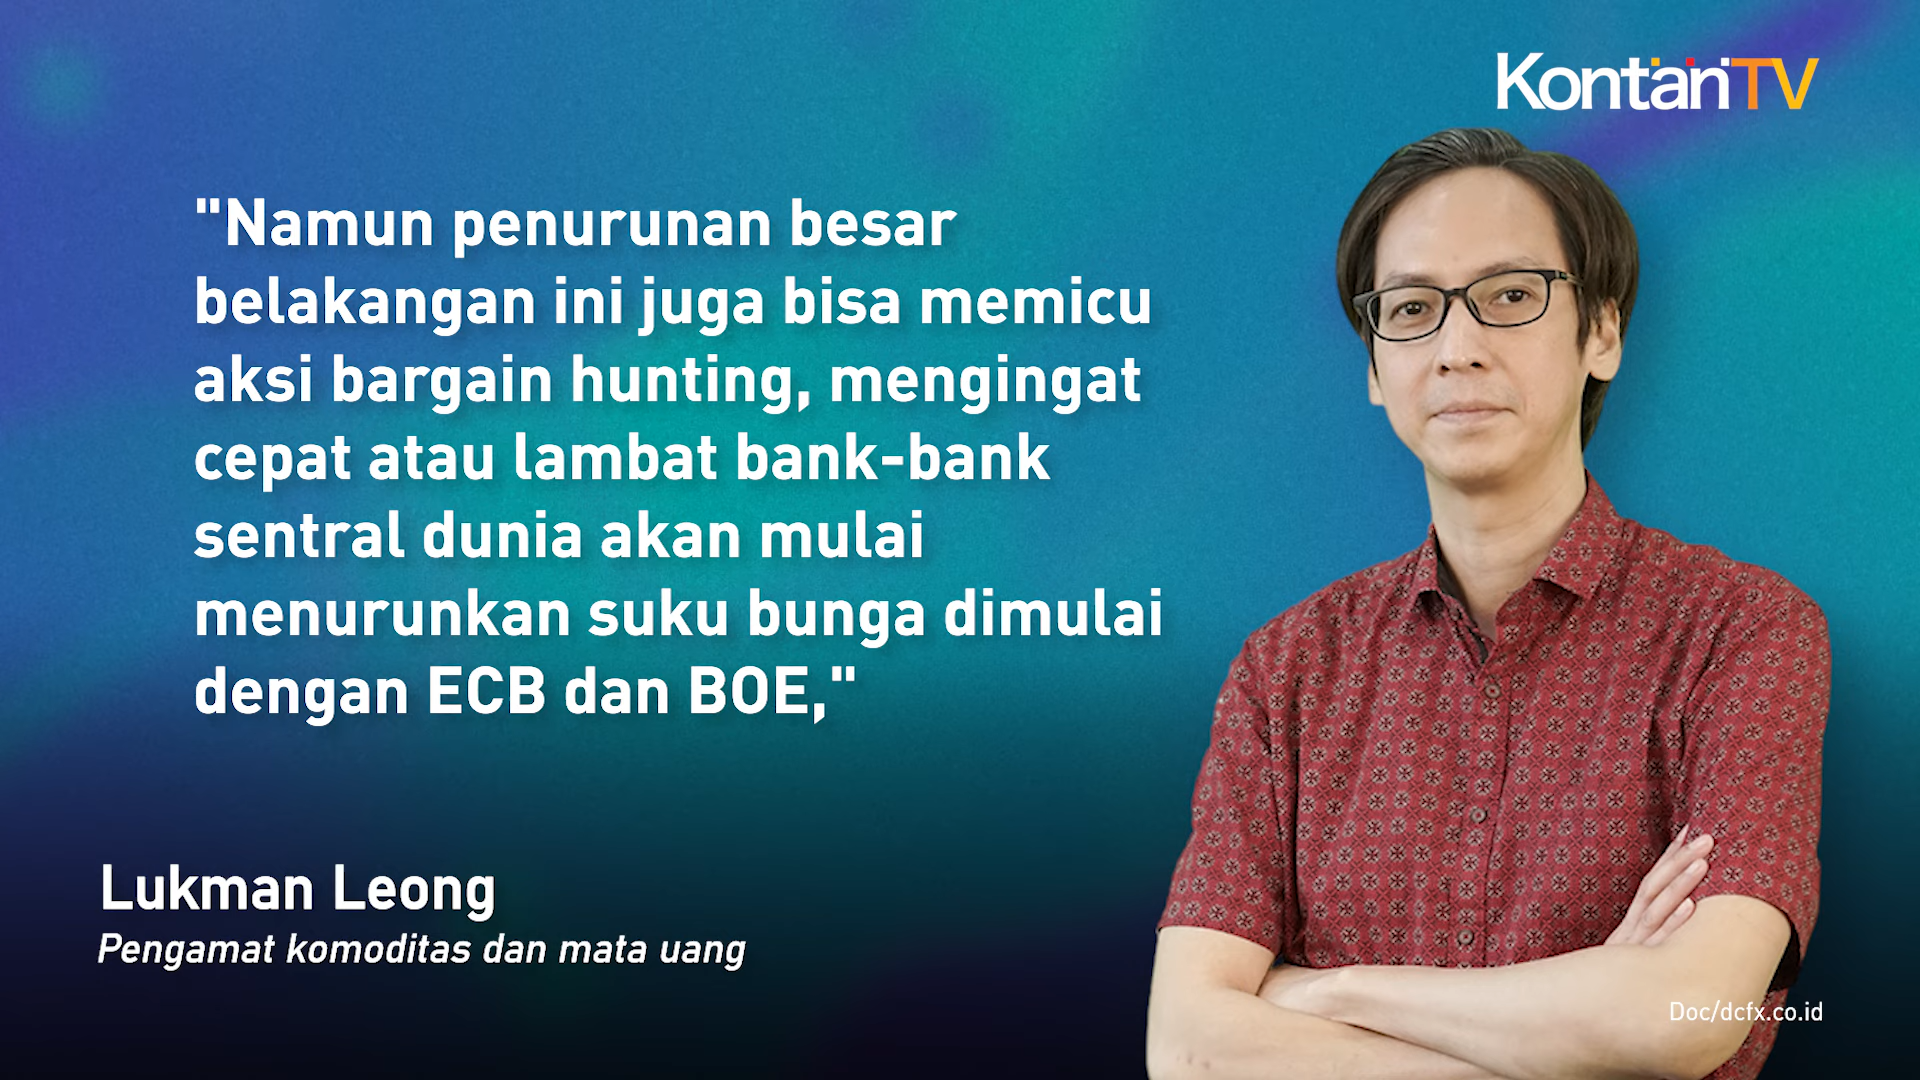 KontanTV
"Namun penurunan besar
belakangan ini juga bisa memicu
aksi bargain hunting, mengingat
cepat atau lambat bank-bank
sentral dunia akan mulai
menurunkan suku bunga dimulai
dengan ECB dan BOE,"
Lukman Leong
Pengamat komoditas dan mata uang
Doc/dcfx.co.id